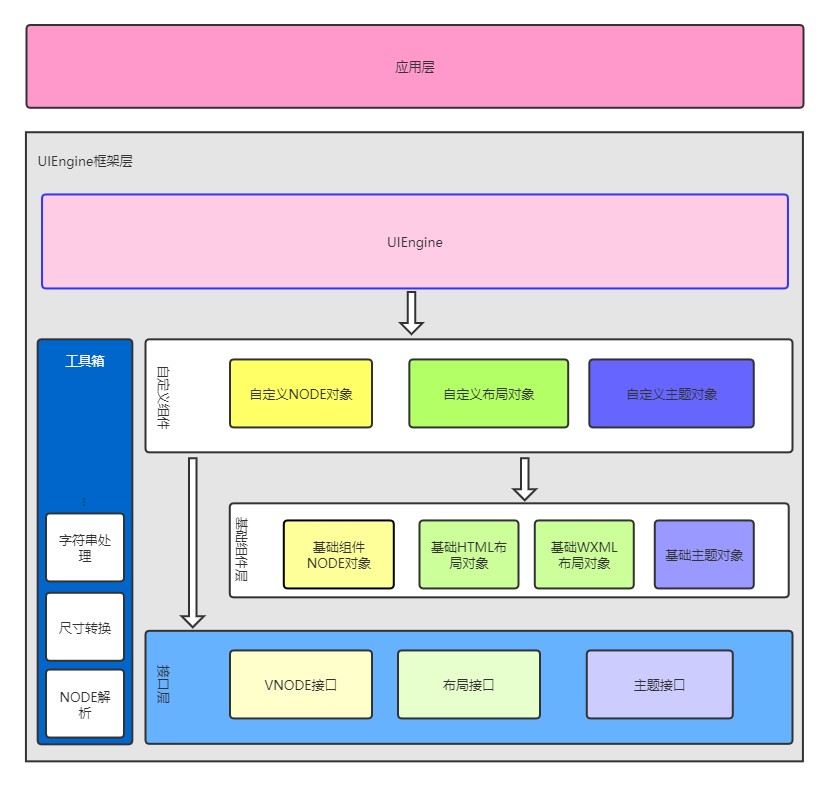 应用层
UIEngine框架层
UIEngine
工具箱
...
字符串处
理
尺寸转换
NODE解
析
自定义组件
自定义NODE对象
自定义布局对象
自定义主题对象
基础组件层
基础组件
NODE对象
基础HTML布
局对象
基础WXML
布局对象
基础主题对象
接口层
VNODE接口
布局接口
主题接口